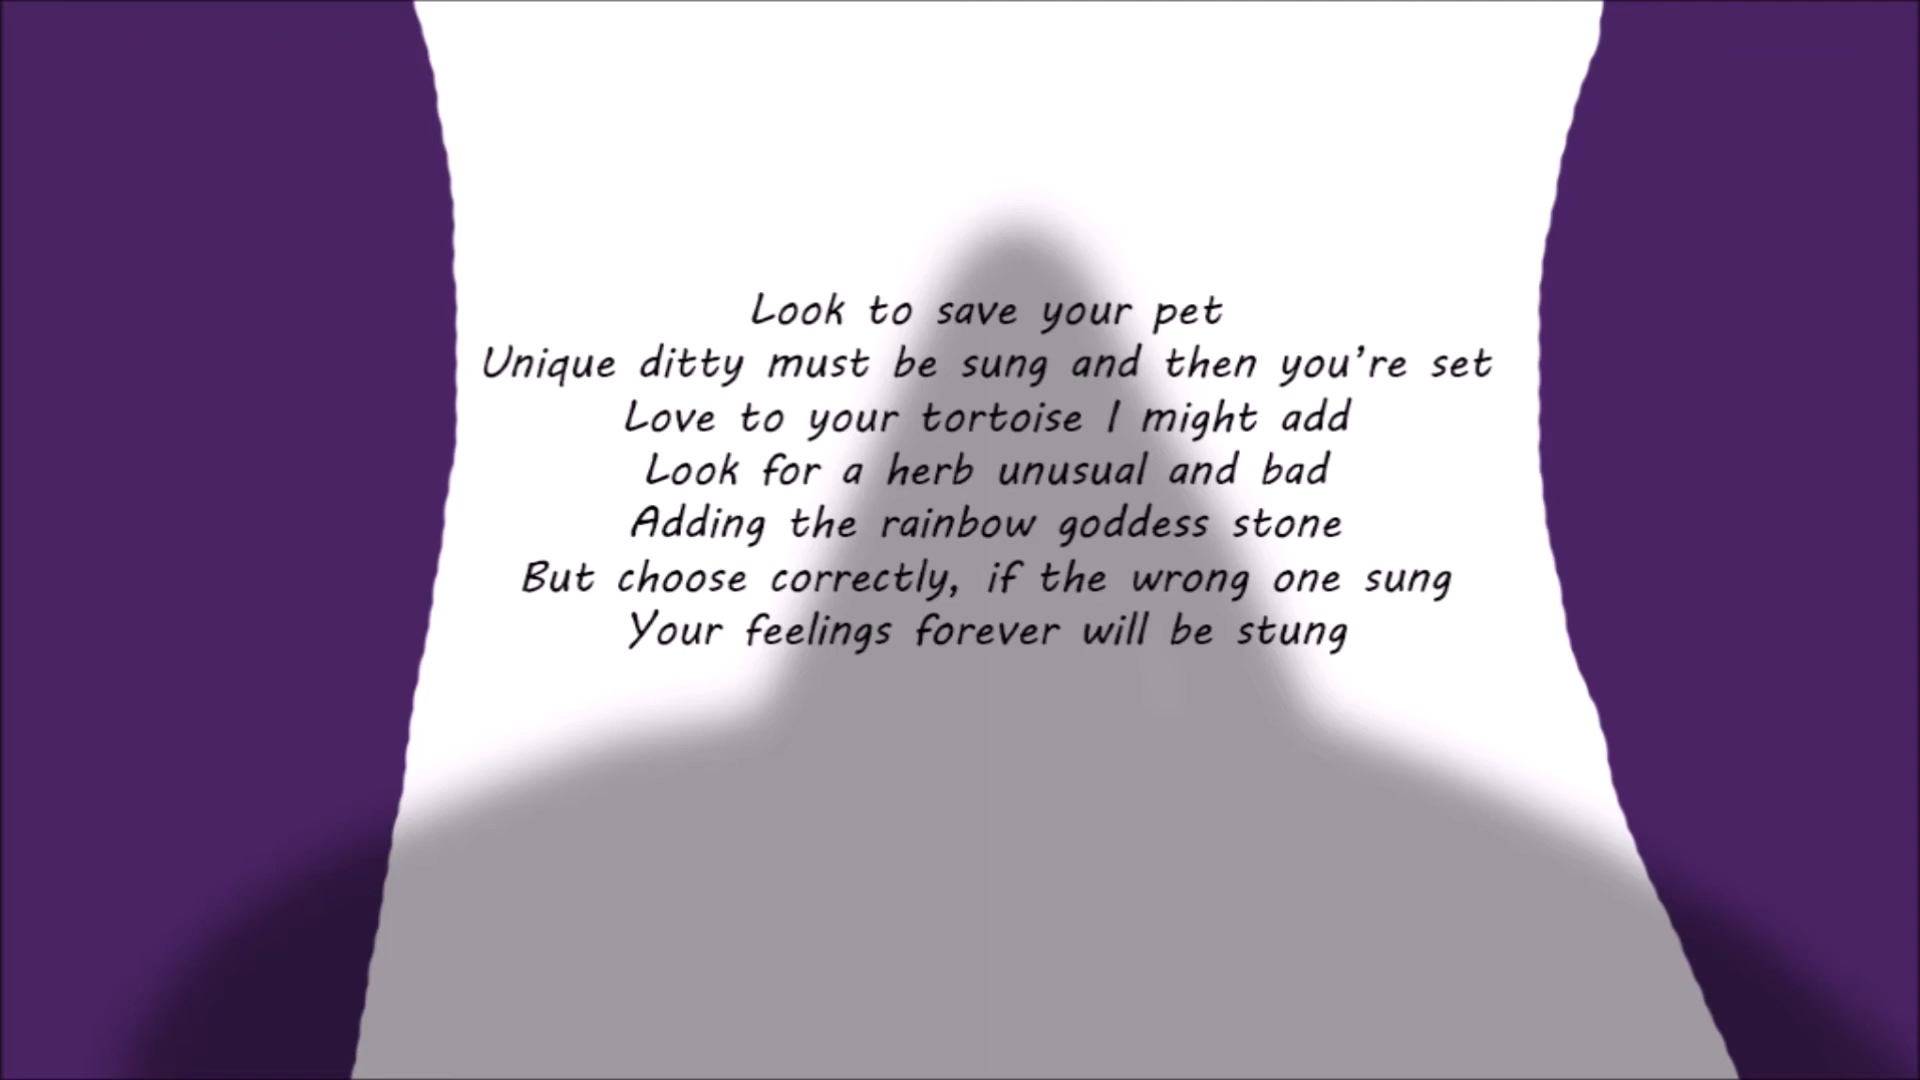 Look to save your pet
Unique ditty must be sung and then you're set
Love to your tortoise I might add
Look for a herb unusual and bad
Adding the rainbow goddess stone
But choose correctly, if the wrong one sung
Your feelings forever will be stung